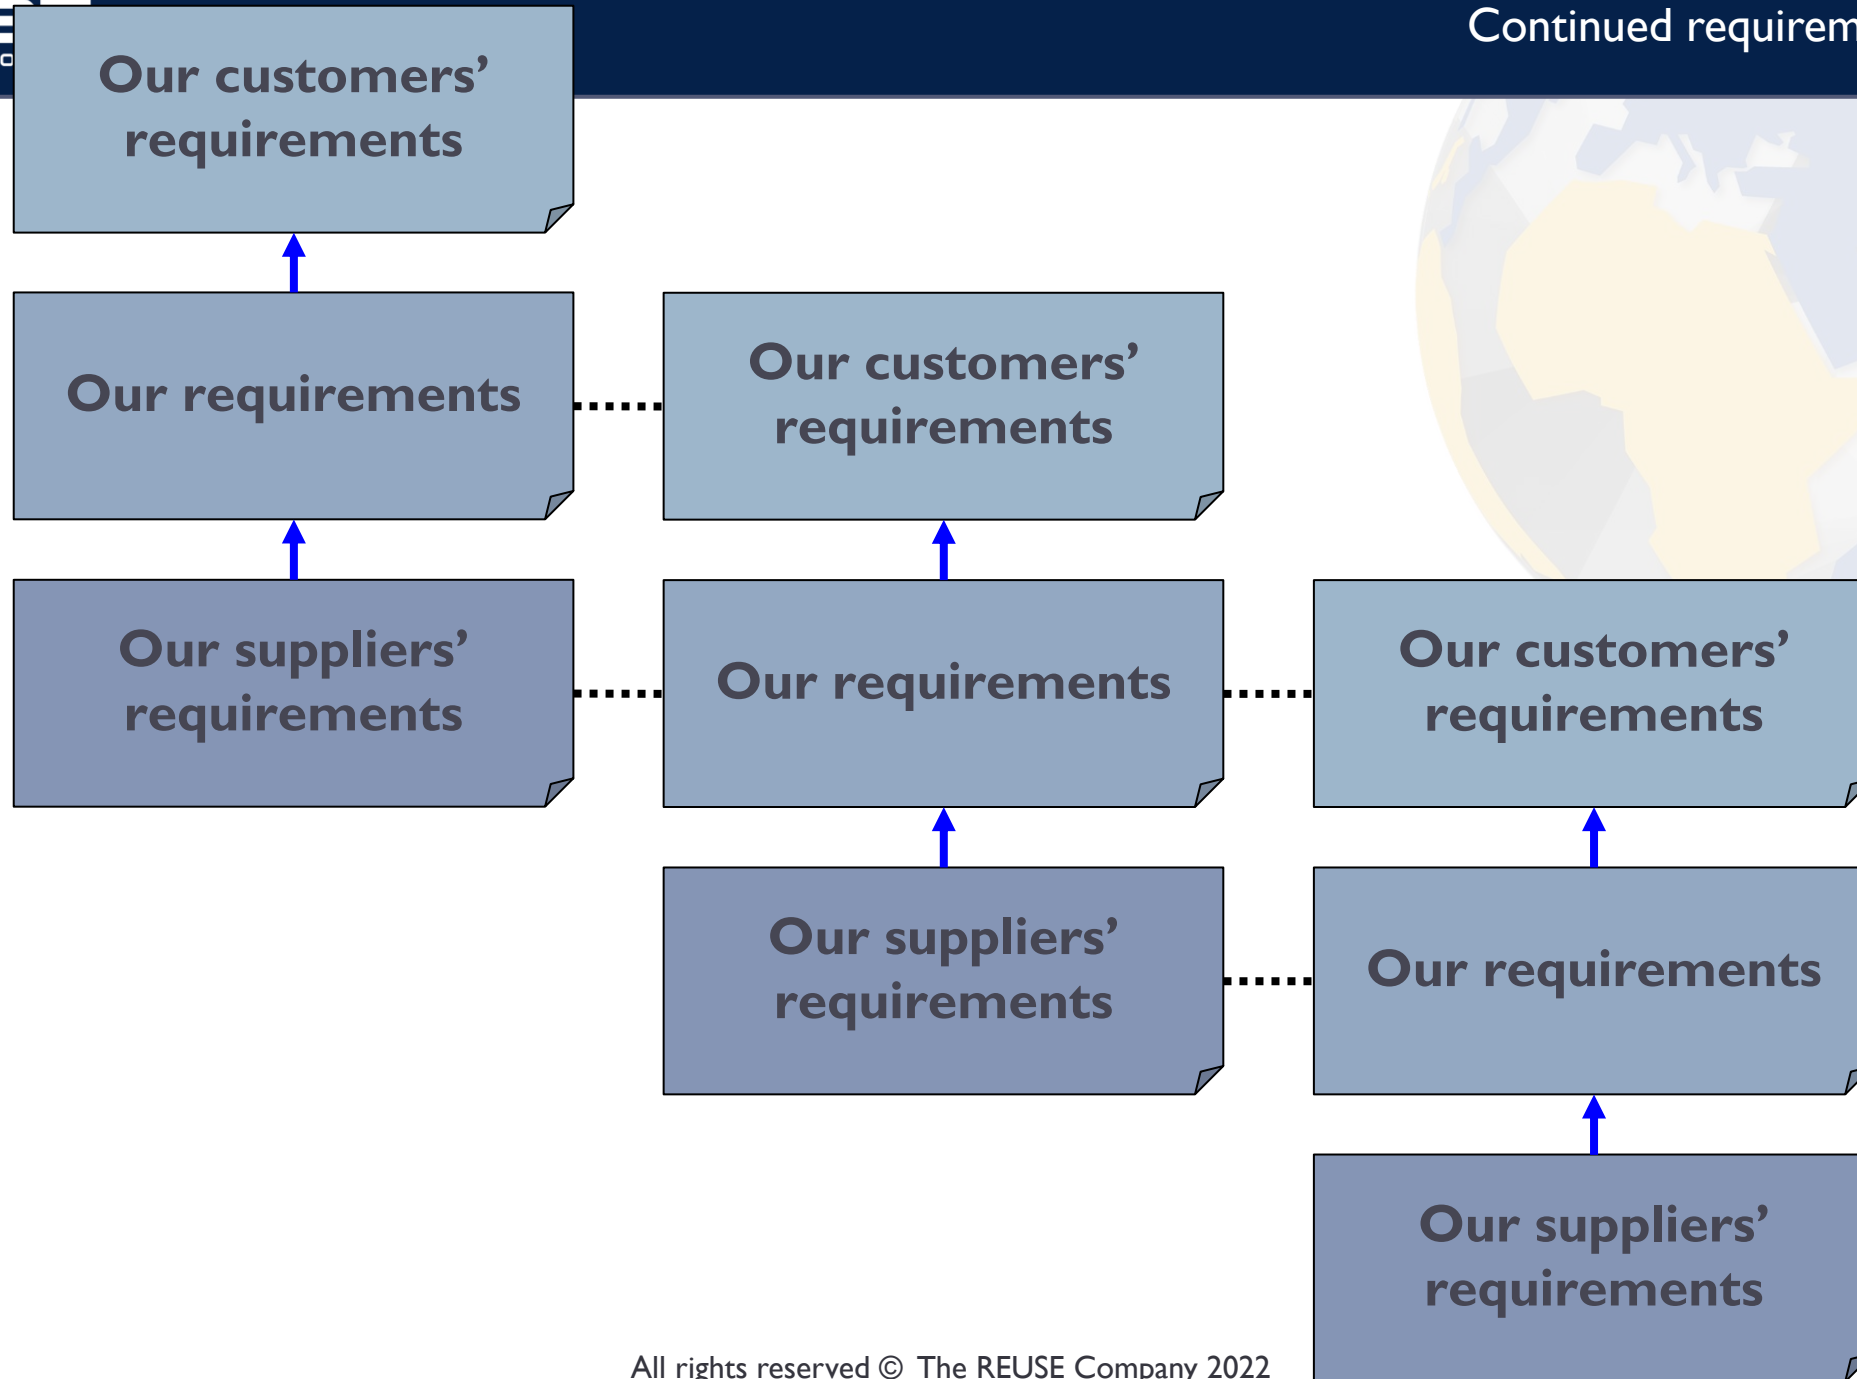 Continued
Our customers’
requirements
Our requirements
Our customers’
requirements
Our suppliers’
requirements
Our requirements
Our customers’
requirements
Our suppliers’
requirements
Our requirements
Our suppliers’
requirements
All rights reserved © The REUSE Company 2022